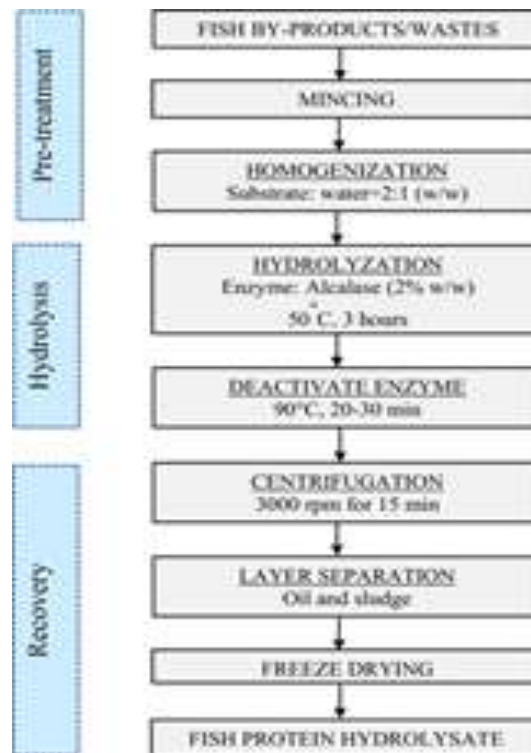 FISH BY-PRODUCTS/WASTES
MINCING
HOMOGENIZATION
Substrate: water=2:1 (w/w)
HYDROLYZATION
Enzyme: Alcalase (2% w/w)
50°C, 3 hours
DEACTIVATE ENZYME
90°C, 20-30 min
CENTRIFUGATION
3000 rpm for 15 min
LAYER SEPARATION
Oil and sludge
FREEZE DRYING
FISH PROTEIN HYDROLYSATE
Pre-treatment
Hydrolysis
Recovery